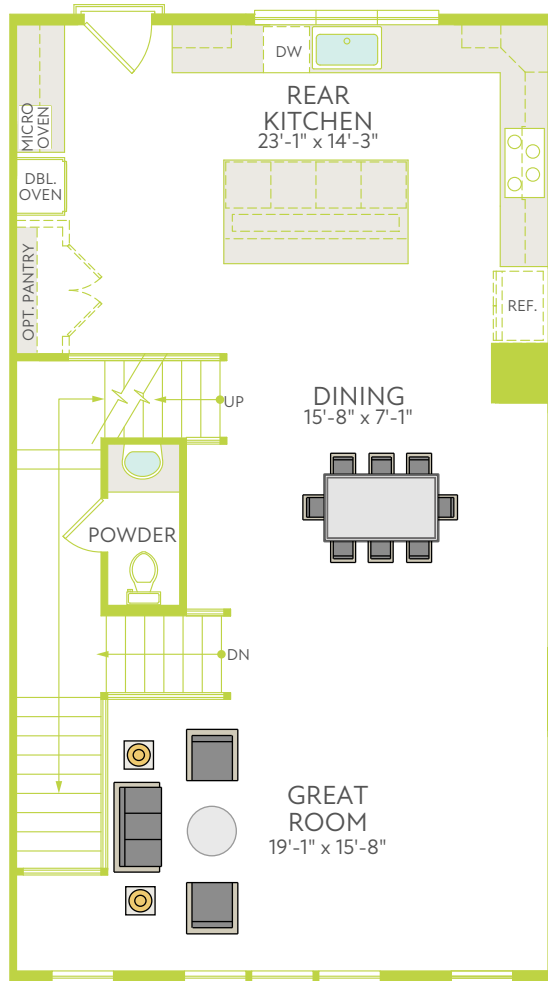 DW
REAR
KITCHEN
23'-1" x 14'-3"
MICRO
OVEN
DBL.
OVEN
OPT. PANTRY
REF.
UP
DINING
15'-8" x 7'-1"
POWDER
DN
GREAT
ROOM
19'-1" x 15'-8"